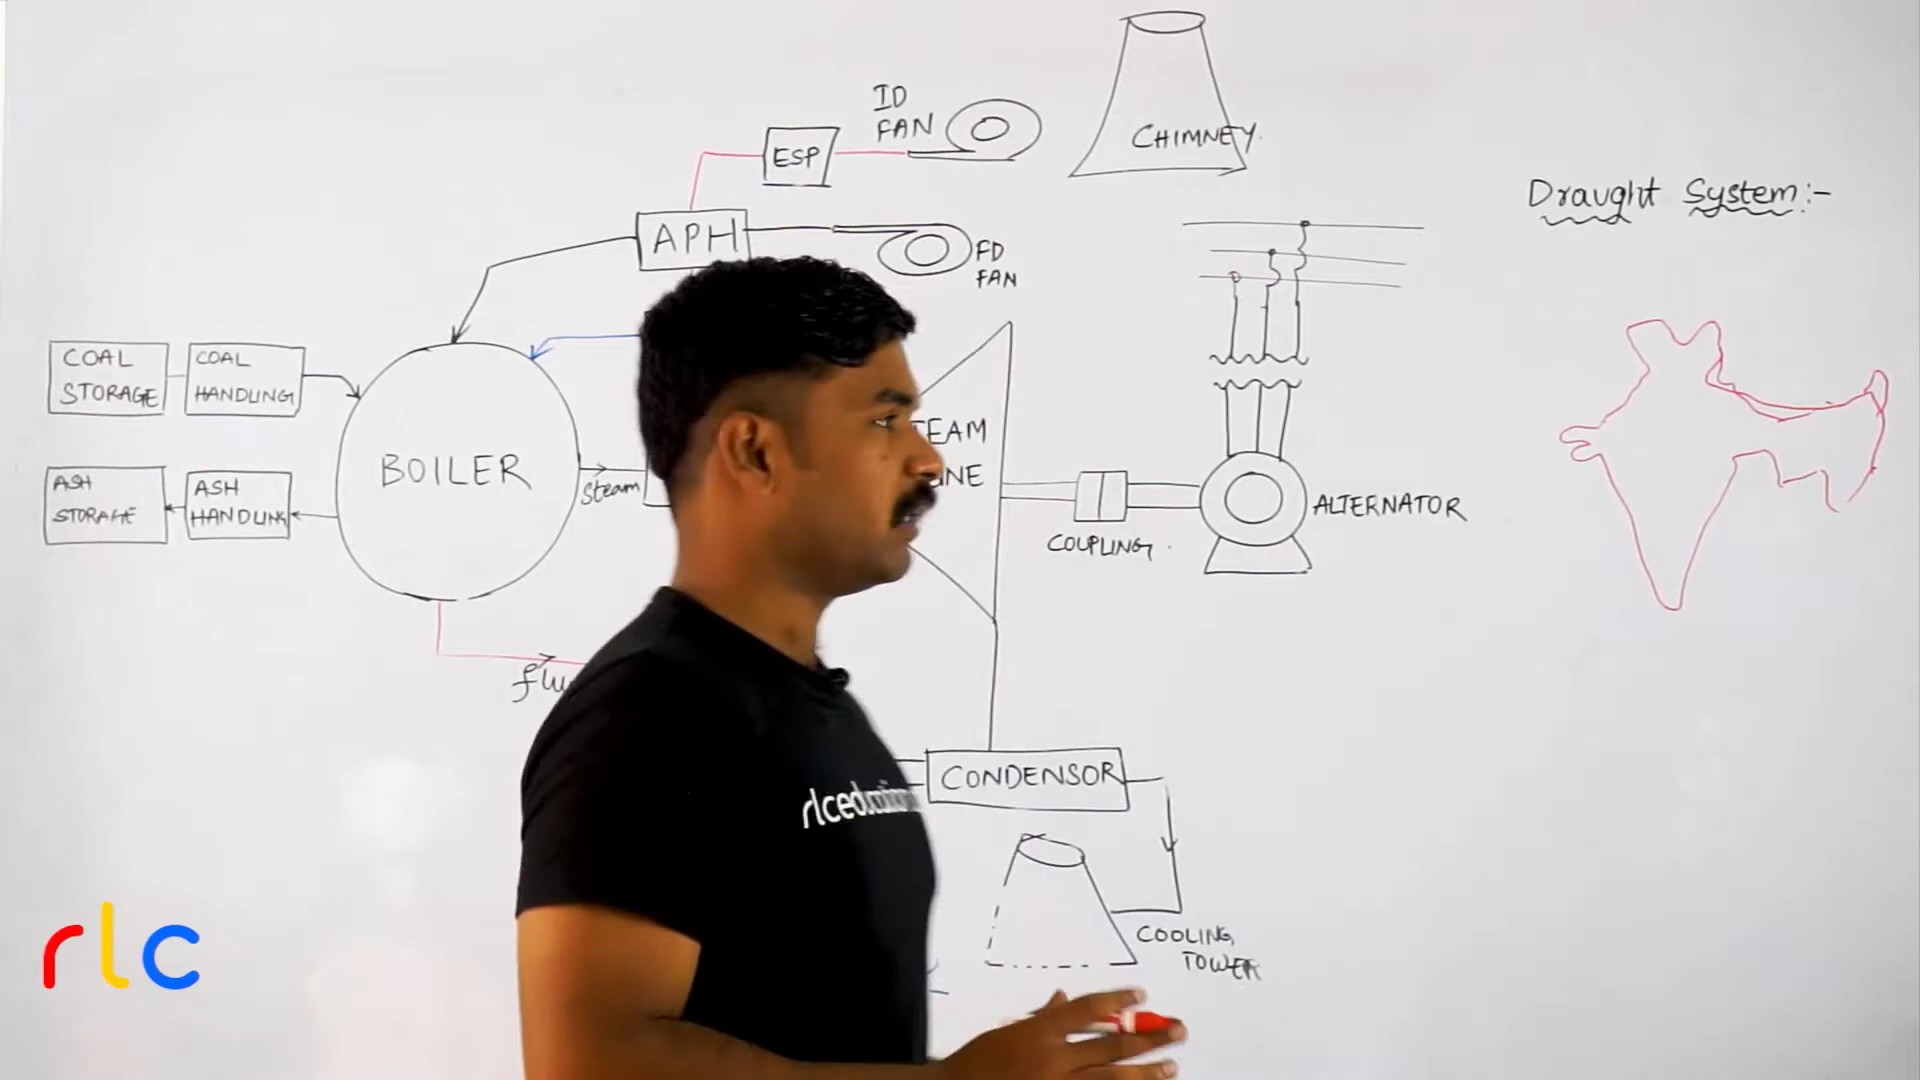 ID
FAN
CHIMNEY.
ESP
Draught System:-
APH
FD
FAN
COAL
STORAGE
COAL
HANDLING
BOILER
ASH
STORAGE
ASH
HANDLING
Steam
ALTERNATOR
COUPLING.
CONDENSOR
COOLING
TOWER
rlc